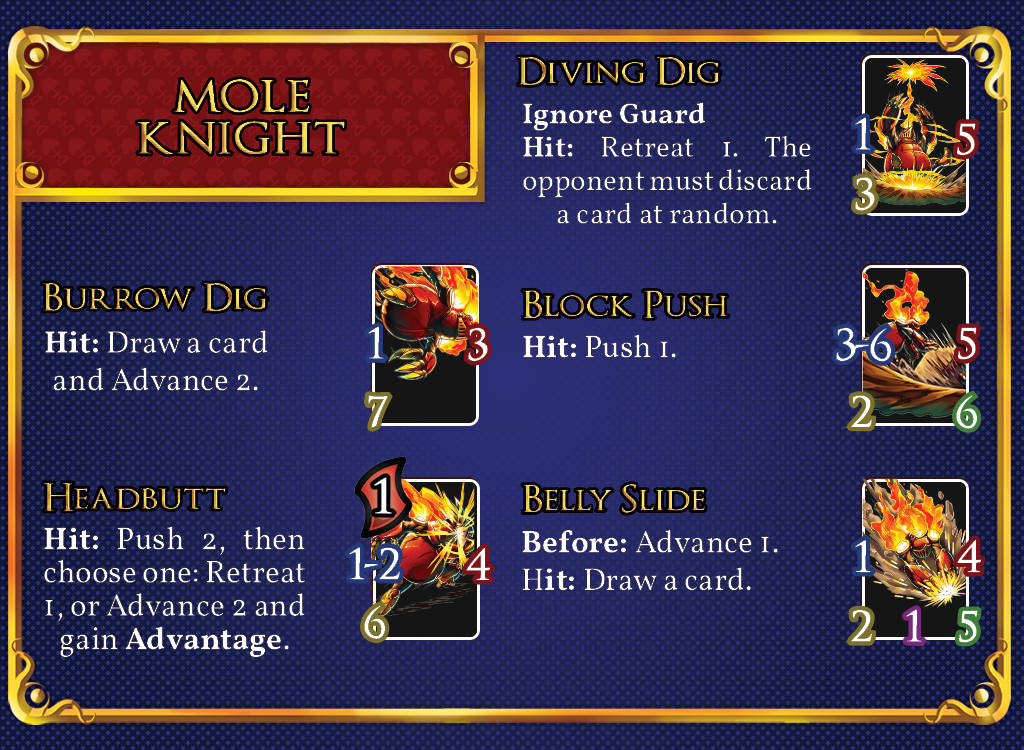 MOLE
KNIGHT
DIVING DIG
Ignore Guard
Hit: Retreat 1. The
opponent must discard
a card at random.
1
5
3
BURROW DIG
Hit: Draw a card
and Advance 2.
1
3
7
BLOCK PUSH
Hit: Push 1.
3-6
5
2
6
HEADBUTT
Hit: Push 2, then
choose one: Retreat
1, or Advance 2 and
gain Advantage.
1
1-2
4
6
BELLY SLIDE
Before: Advance 1.
Hit: Draw a card.
1
4
2
1
5